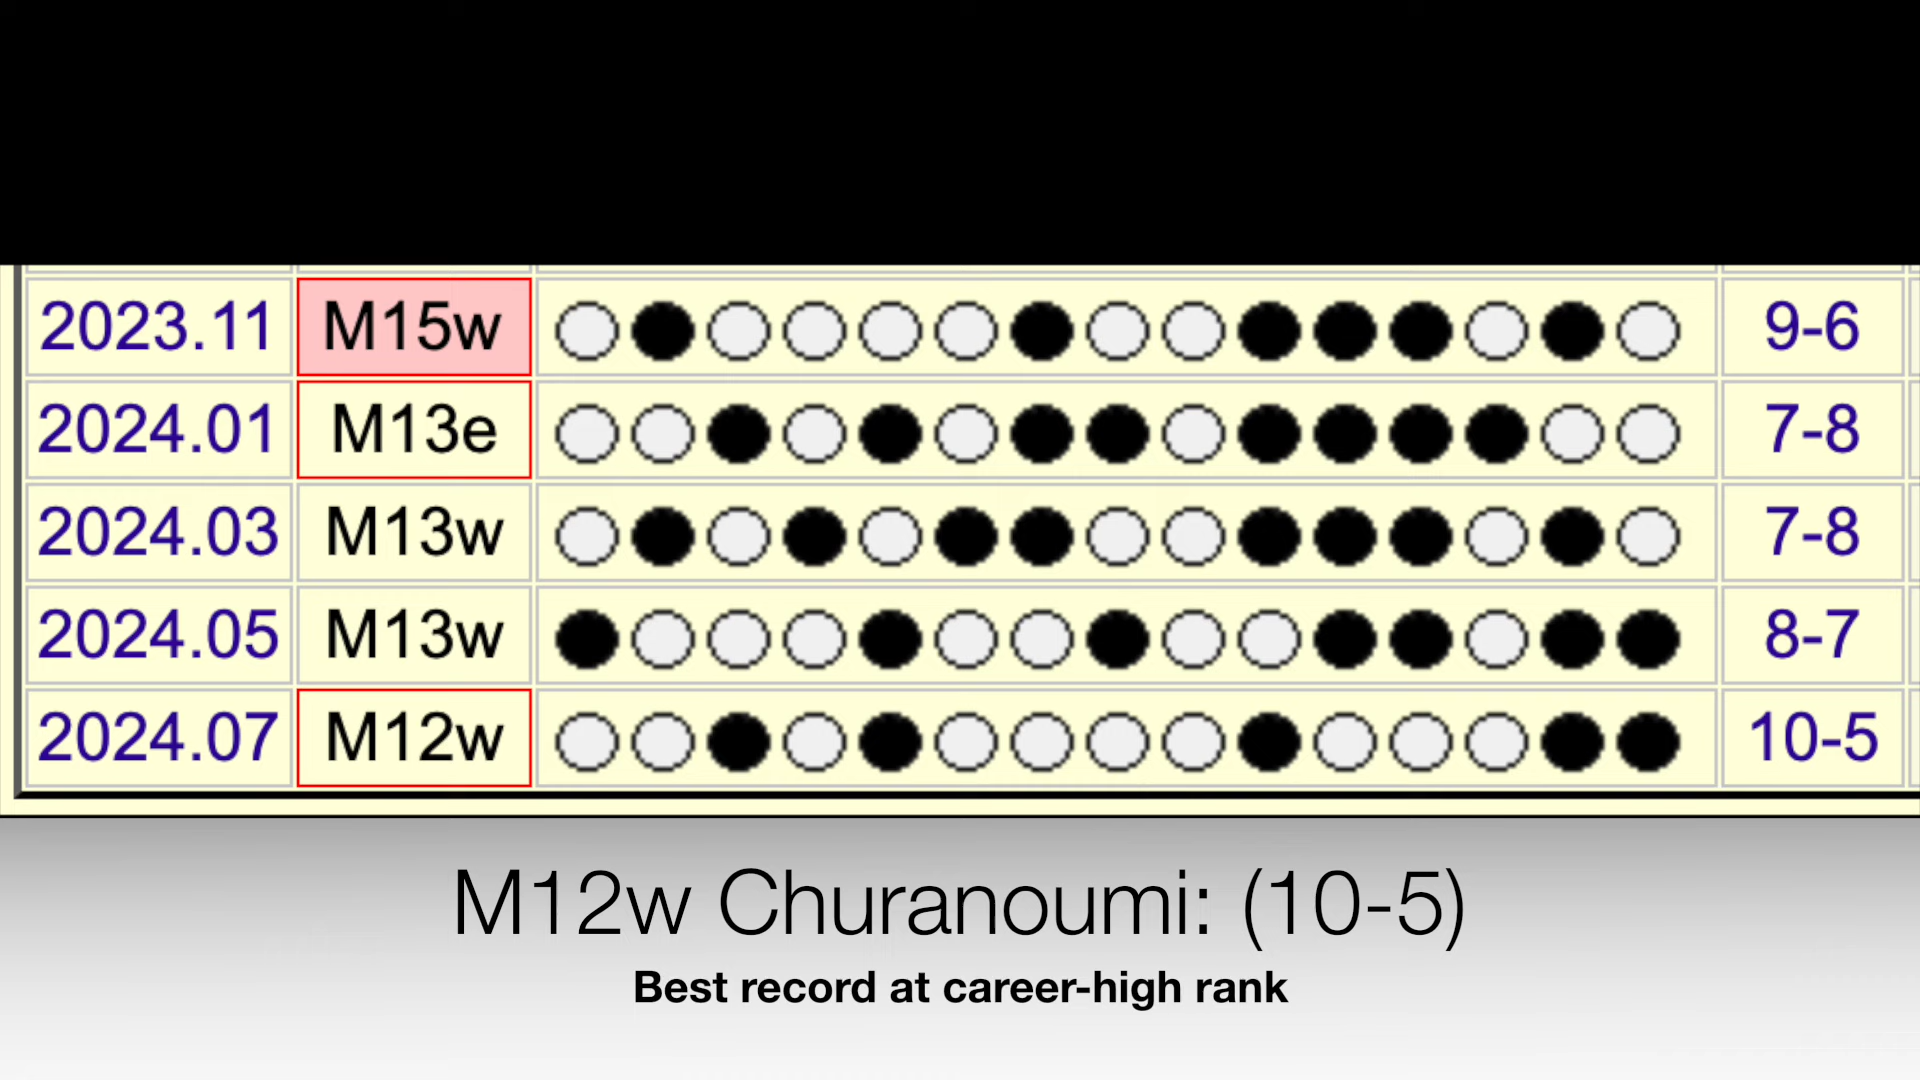 2023.11 M15w 9-6
2024.01 M13e 7-8
2024.03 M13w 7-8
2024.05 M13w 8-7
2024.07 M12w 10-5
M12w Churanoumi: (10-5)
Best record at career-high rank